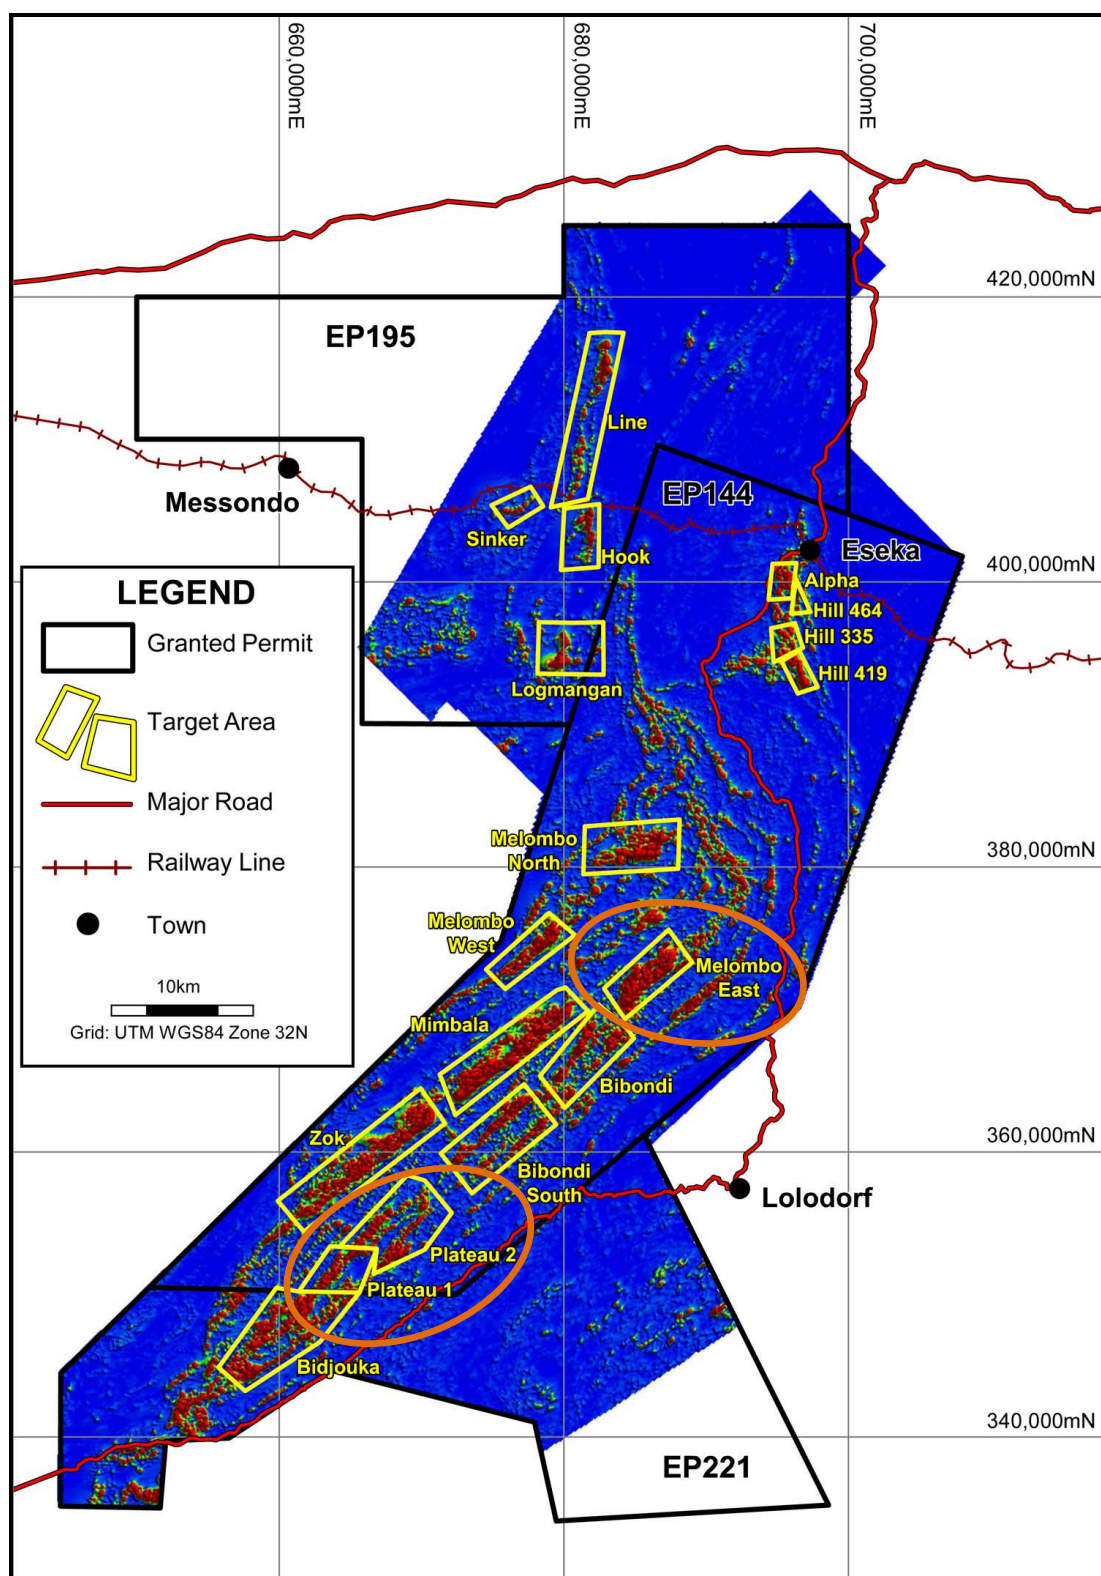 660,000mE
680,000mE
700,000mE
420,000mN
EP195
Line
EP144
Messondo
Sinker
Hook
Eseka
400,000mN
Alpha
Hill 464
Hill 335
Hill 419
Logmangan
LEGEND
Granted Permit
Target Area
Major Road
Railway Line
Town
10km
Grid: UTM WGS84 Zone 32N
Melombo
North
380,000mN
Melombo
West
Melombo
East
Mimbala
Bibondi
Zok
360,000mN
Bibondi
South
Lolodorf
Plateau 2
Plateau 1
Bidjouka
340,000mN
EP221